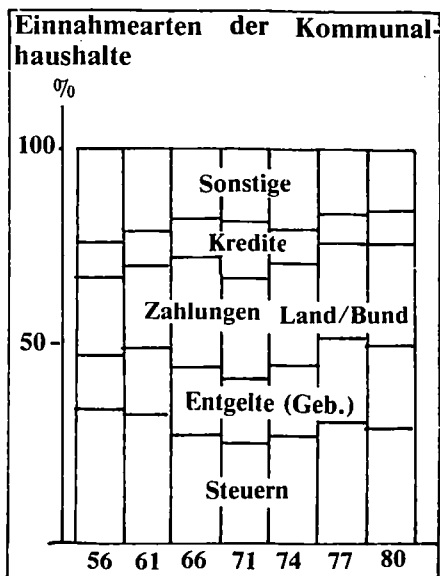 Einnahmearten der Kommunal-
haushalte
%
100
Sonstige
Kredite
Zahlungen Land/Bund
50
Entgelte (Geb.)
Steuern
56 61 66 71 74 77 80